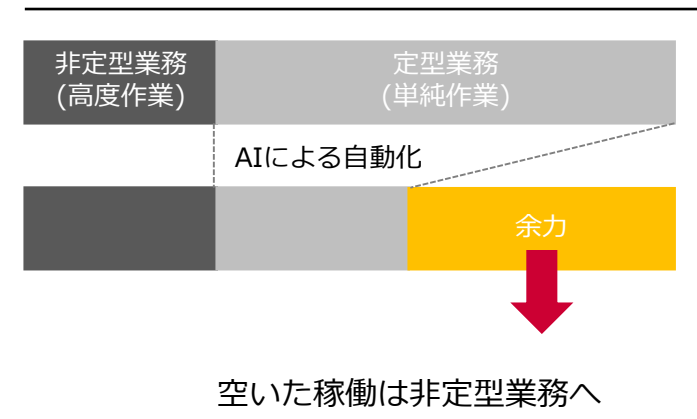 非定型業務
(高度作業)
定型業務
(単純作業)
AIによる自動化
余力
空いた稼働は非定型業務へ